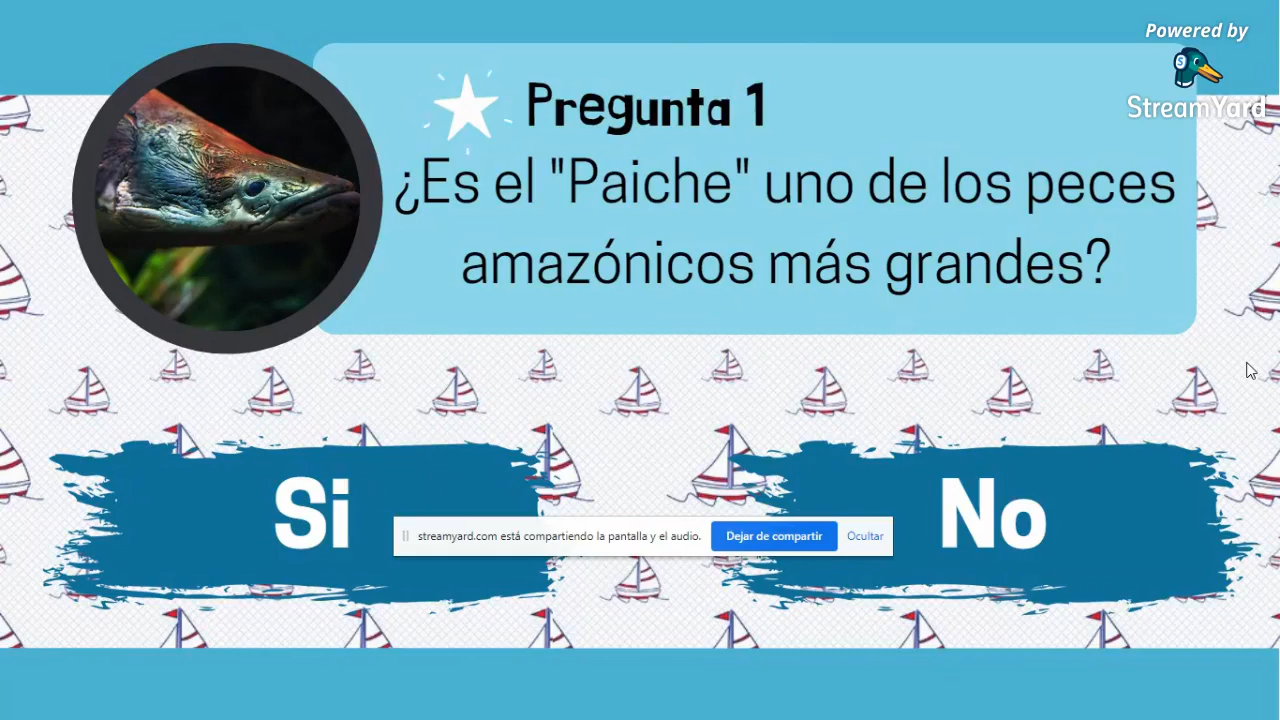 Powered by
StreamYard
Pregunta 1
¿Es el "Paiche" uno de los peces
amazónicos más grandes?
Si
No
streamyard.com está compartiendo la pantalla y el audio.
Dejar de compartir
Ocultar